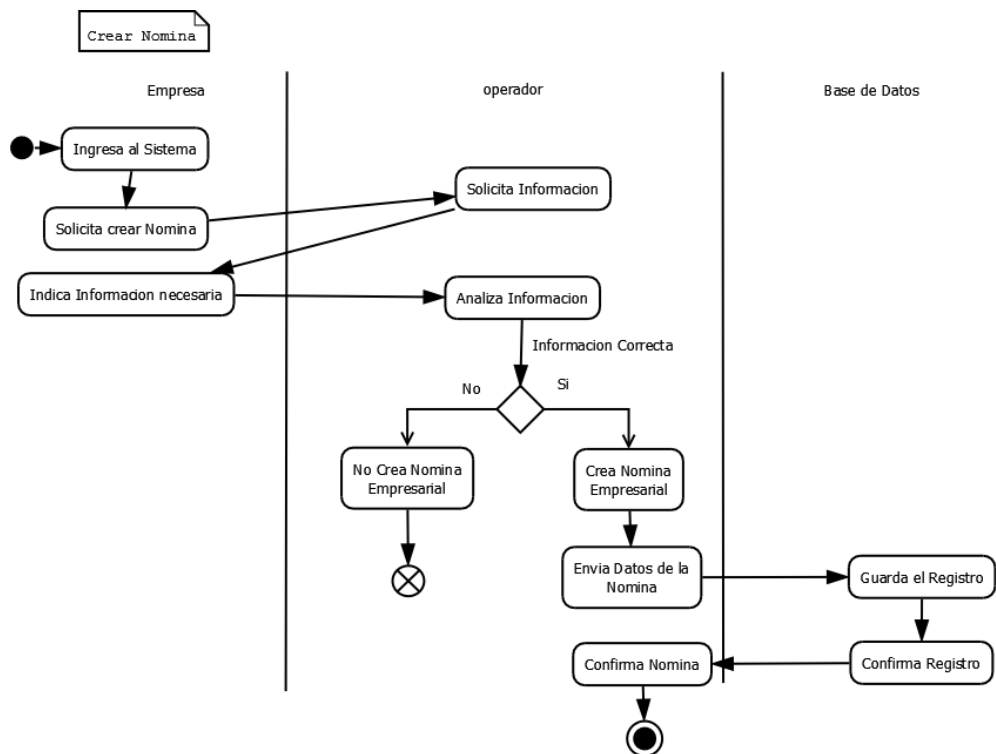 Crear Nomina
Empresa
operador
Base de Datos
Ingresa al Sistema
Solicita Informacion
Solicita crear Nomina
Indica Informacion necesaria
Analiza Informacion
Informacion Correcta
No
Si
No Crea Nomina
Empresarial
Crea Nomina
Empresarial
Envia Datos de la
Nomina
Guarda el Registro
Confirma Nomina
Confirma Registro